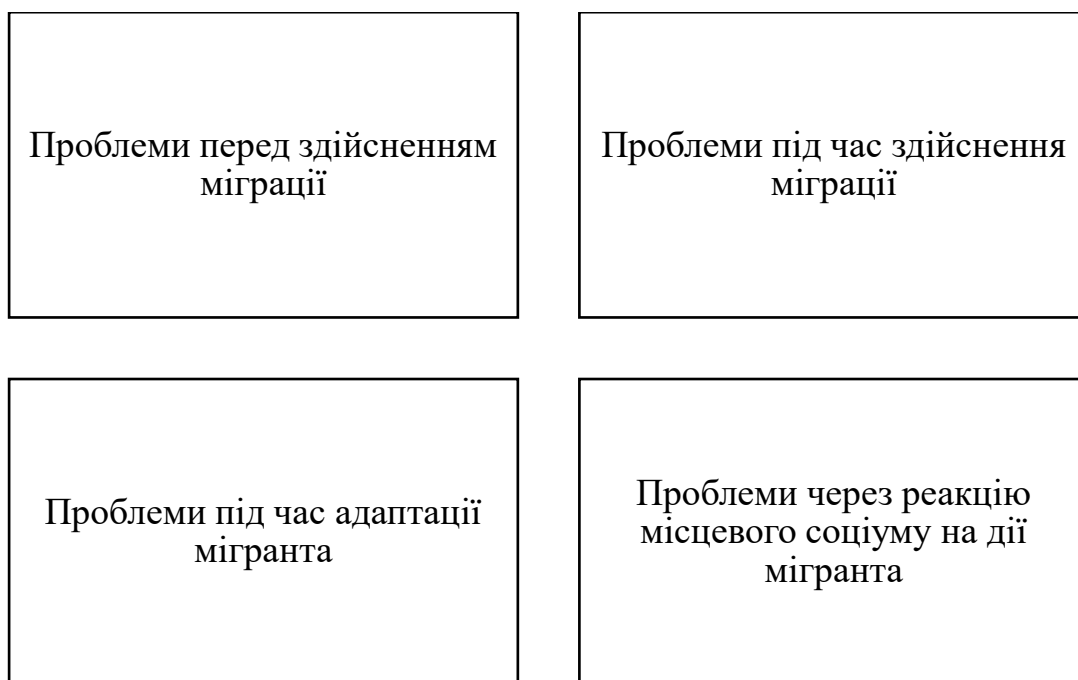 Проблеми перед здійсненням
міграції
Проблеми під час здійснення
міграції
Проблеми під час адаптації
мігранта
Проблеми через реакцію
місцевого соціуму на дії
мігранта